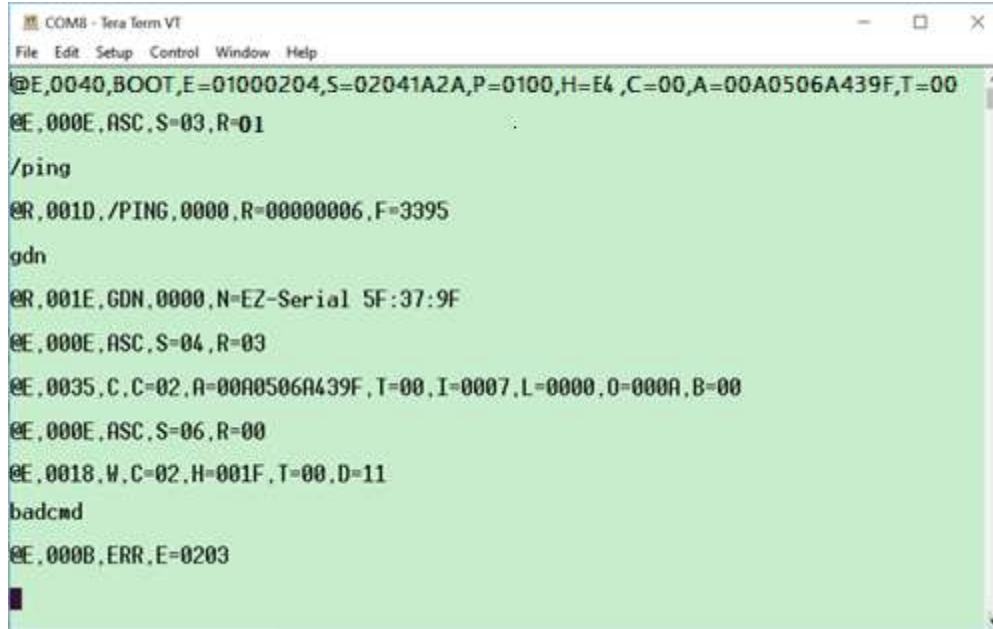 COM8 - Tera Term VT
File Edit Setup Control Window Help
@E,0040,BOOT,E=01000204,S=02041A2A,P=0100,H=E4 ,C=00,A=00A0506A439F,T=00
@E,000E,ASC,S=03,R=01
/ping
@R,001D,/PING,0000,R=00000006,F=3395
gdn
@R,001E,GDN,0000,N=EZ-Serial 5F:37:9F
@E,000E,ASC,S=04,R=03
@E,0035,C,C=02,A=00A0506A439F,T=00,I=0007,L=0000,O=000A,B=00
@E,000E,ASC,S=06,R=00
@E,0018,W,C=02,H=001F,T=00,D=11
badcmd
@E,000B,ERR,E=0203